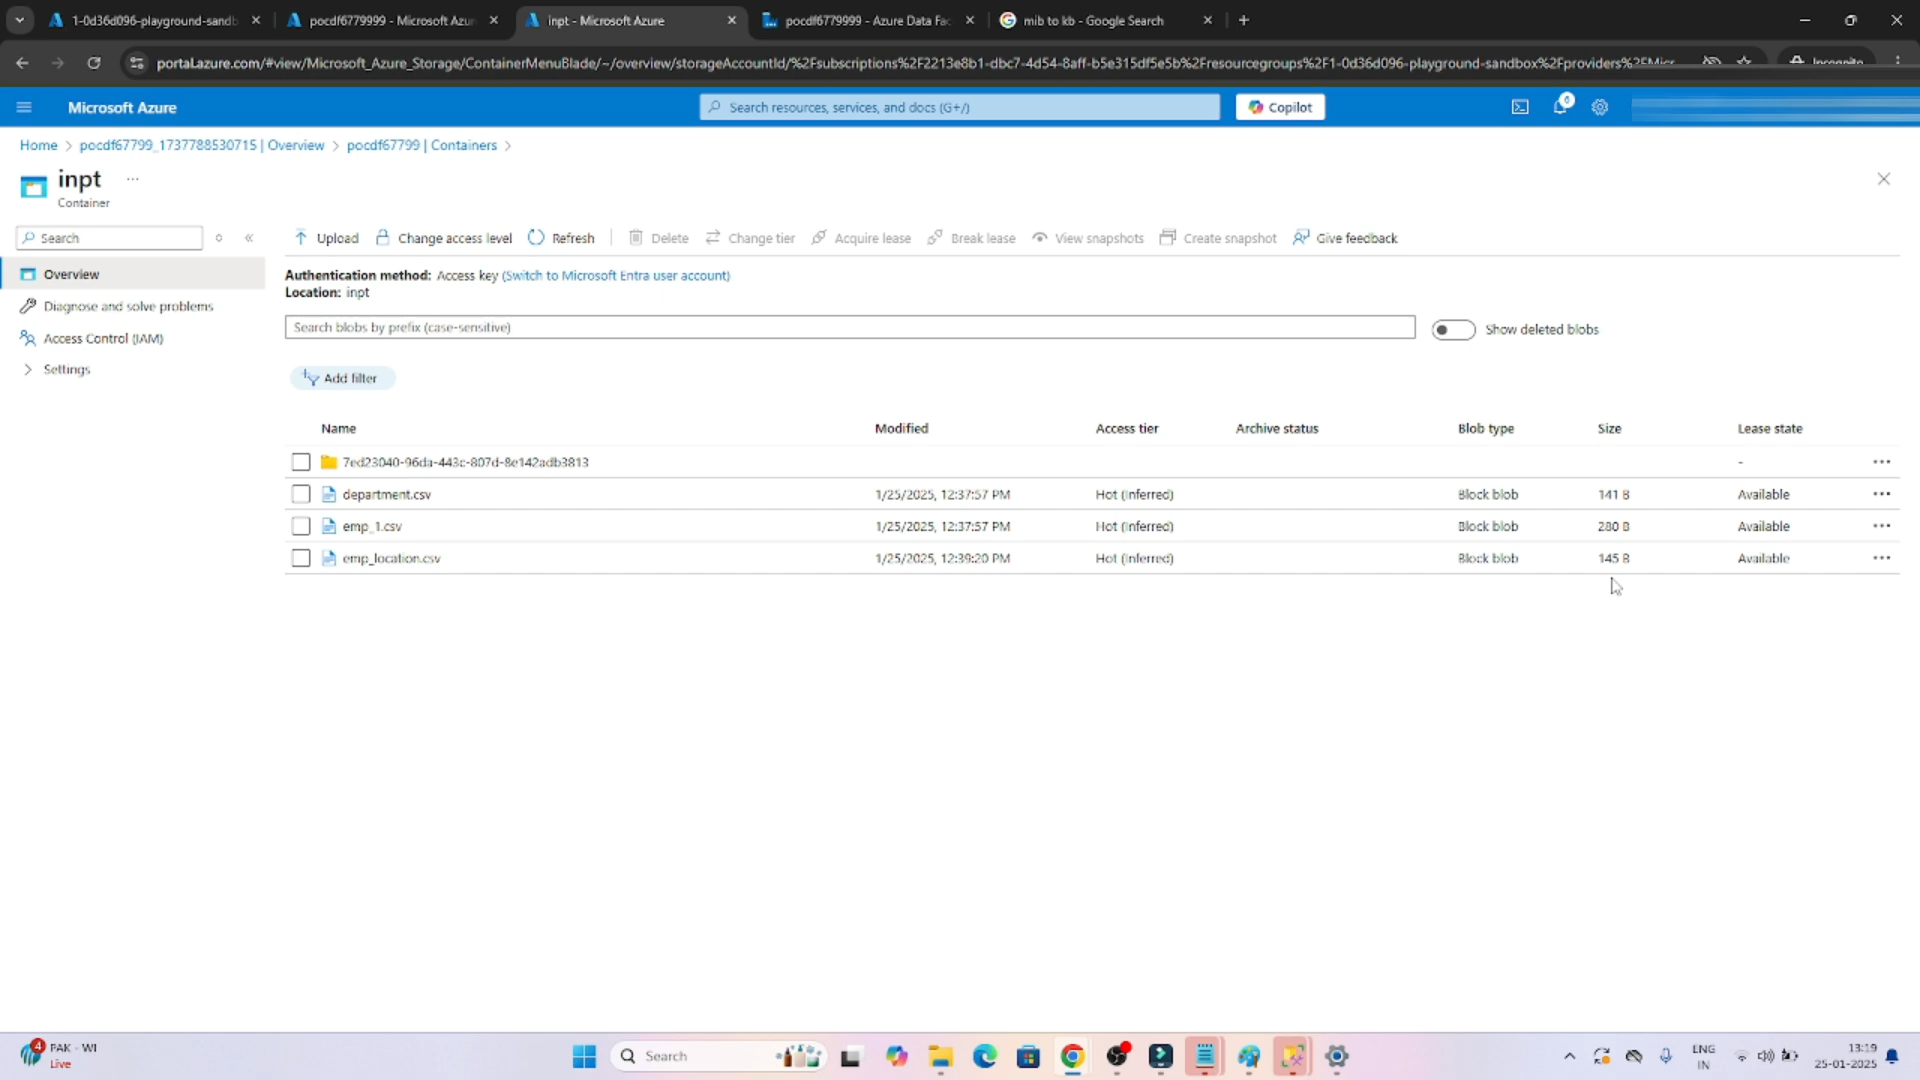 1-0d36d096-playground-sandb
pocdf6779999 - Microsoft Azur
inpt - Microsoft Azure
pocdf6779999 - Azure Data Fac
mib to kb - Google Search
portal.azure.com/#view/Microsoft_Azure_Storage/ContainerMenuBlade/~/overview/storageAccountId/%2Fsubscriptions%2F2213e8b1-dbc7-4d54-8aff-b5e315df5e5b%2Fresourcegroups%2F1-0d36d096-playground-sandbox%2Fproviders%2FMicr
Incognito
Microsoft Azure
Search resources, services, and docs (G+/)
Copilot
6
Home > pocdf67799_1737788530715 | Overview > pocdf67799 | Containers >
inpt ...
Container
Search
Upload
Change access level
Refresh
Delete
Change tier
Acquire lease
Break lease
View snapshots
Create snapshot
Give feedback
Overview
Diagnose and solve problems
Access Control (IAM)
Settings
Authentication method: Access key (Switch to Microsoft Entra user account)
Location: inpt
Search blobs by prefix (case-sensitive)
Show deleted blobs
Add filter
Name Modified Access tier Archive status Blob type Size Lease state
7ed23040-96da-443c-807d-8e142adb3813 - ...
department.csv 1/25/2025, 12:37:57 PM Hot (Inferred) Block blob 141 B Available ...
emp_1.csv 1/25/2025, 12:37:57 PM Hot (Inferred) Block blob 280 B Available ...
emp_location.csv 1/25/2025, 12:39:20 PM Hot (Inferred) Block blob 145 B Available ...
4
PAK - WI
Live
Search
ENG
IN
13:19
25-01-2025